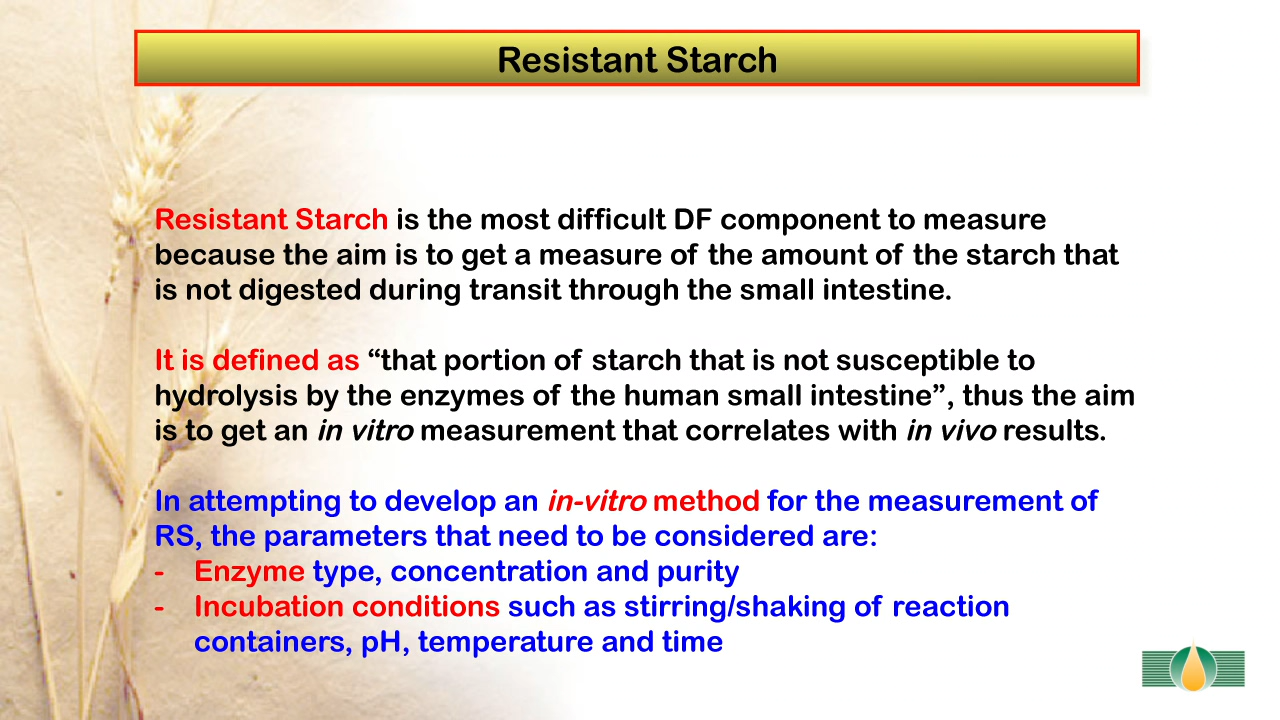 Resistant Starch
Resistant Starch is the most difficult DF component to measure
because the aim is to get a measure of the amount of the starch that
is not digested during transit through the small intestine.
It is defined as “that portion of starch that is not susceptible to
hydrolysis by the enzymes of the human small intestine”, thus the aim
is to get an in vitro measurement that correlates with in vivo results.
In attempting to develop an in-vitro method for the measurement of
RS, the parameters that need to be considered are:
- Enzyme type, concentration and purity
- Incubation conditions such as stirring/shaking of reaction
containers, pH, temperature and time